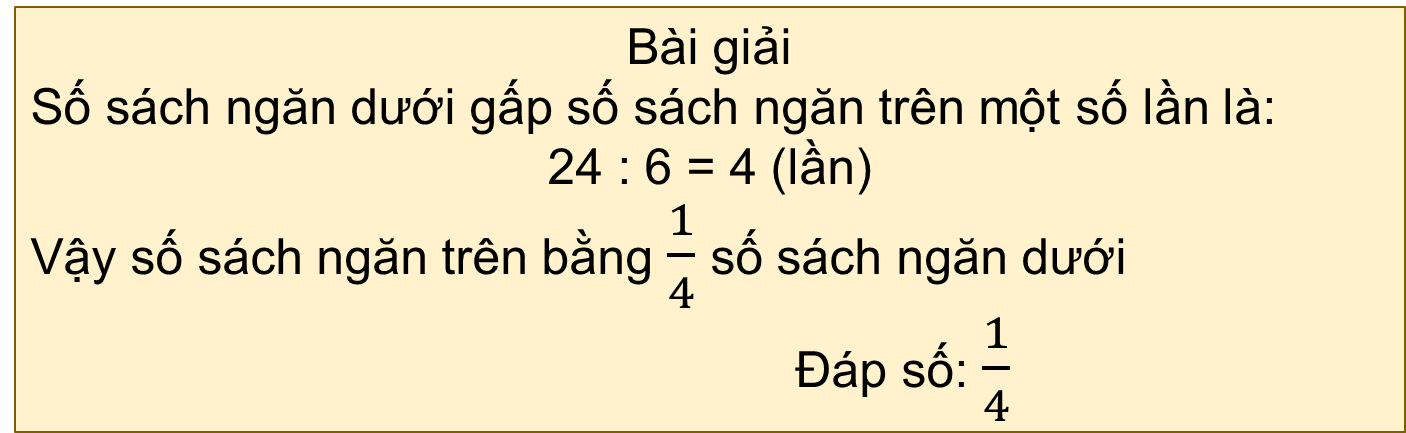 Bài giải
Số sách ngăn dưới gấp số sách ngăn trên một số lần là:
24 : 6 = 4 (lần)
Vậy số sách ngăn trên bằng 1/4 số sách ngăn dưới
Đáp số: 1/4